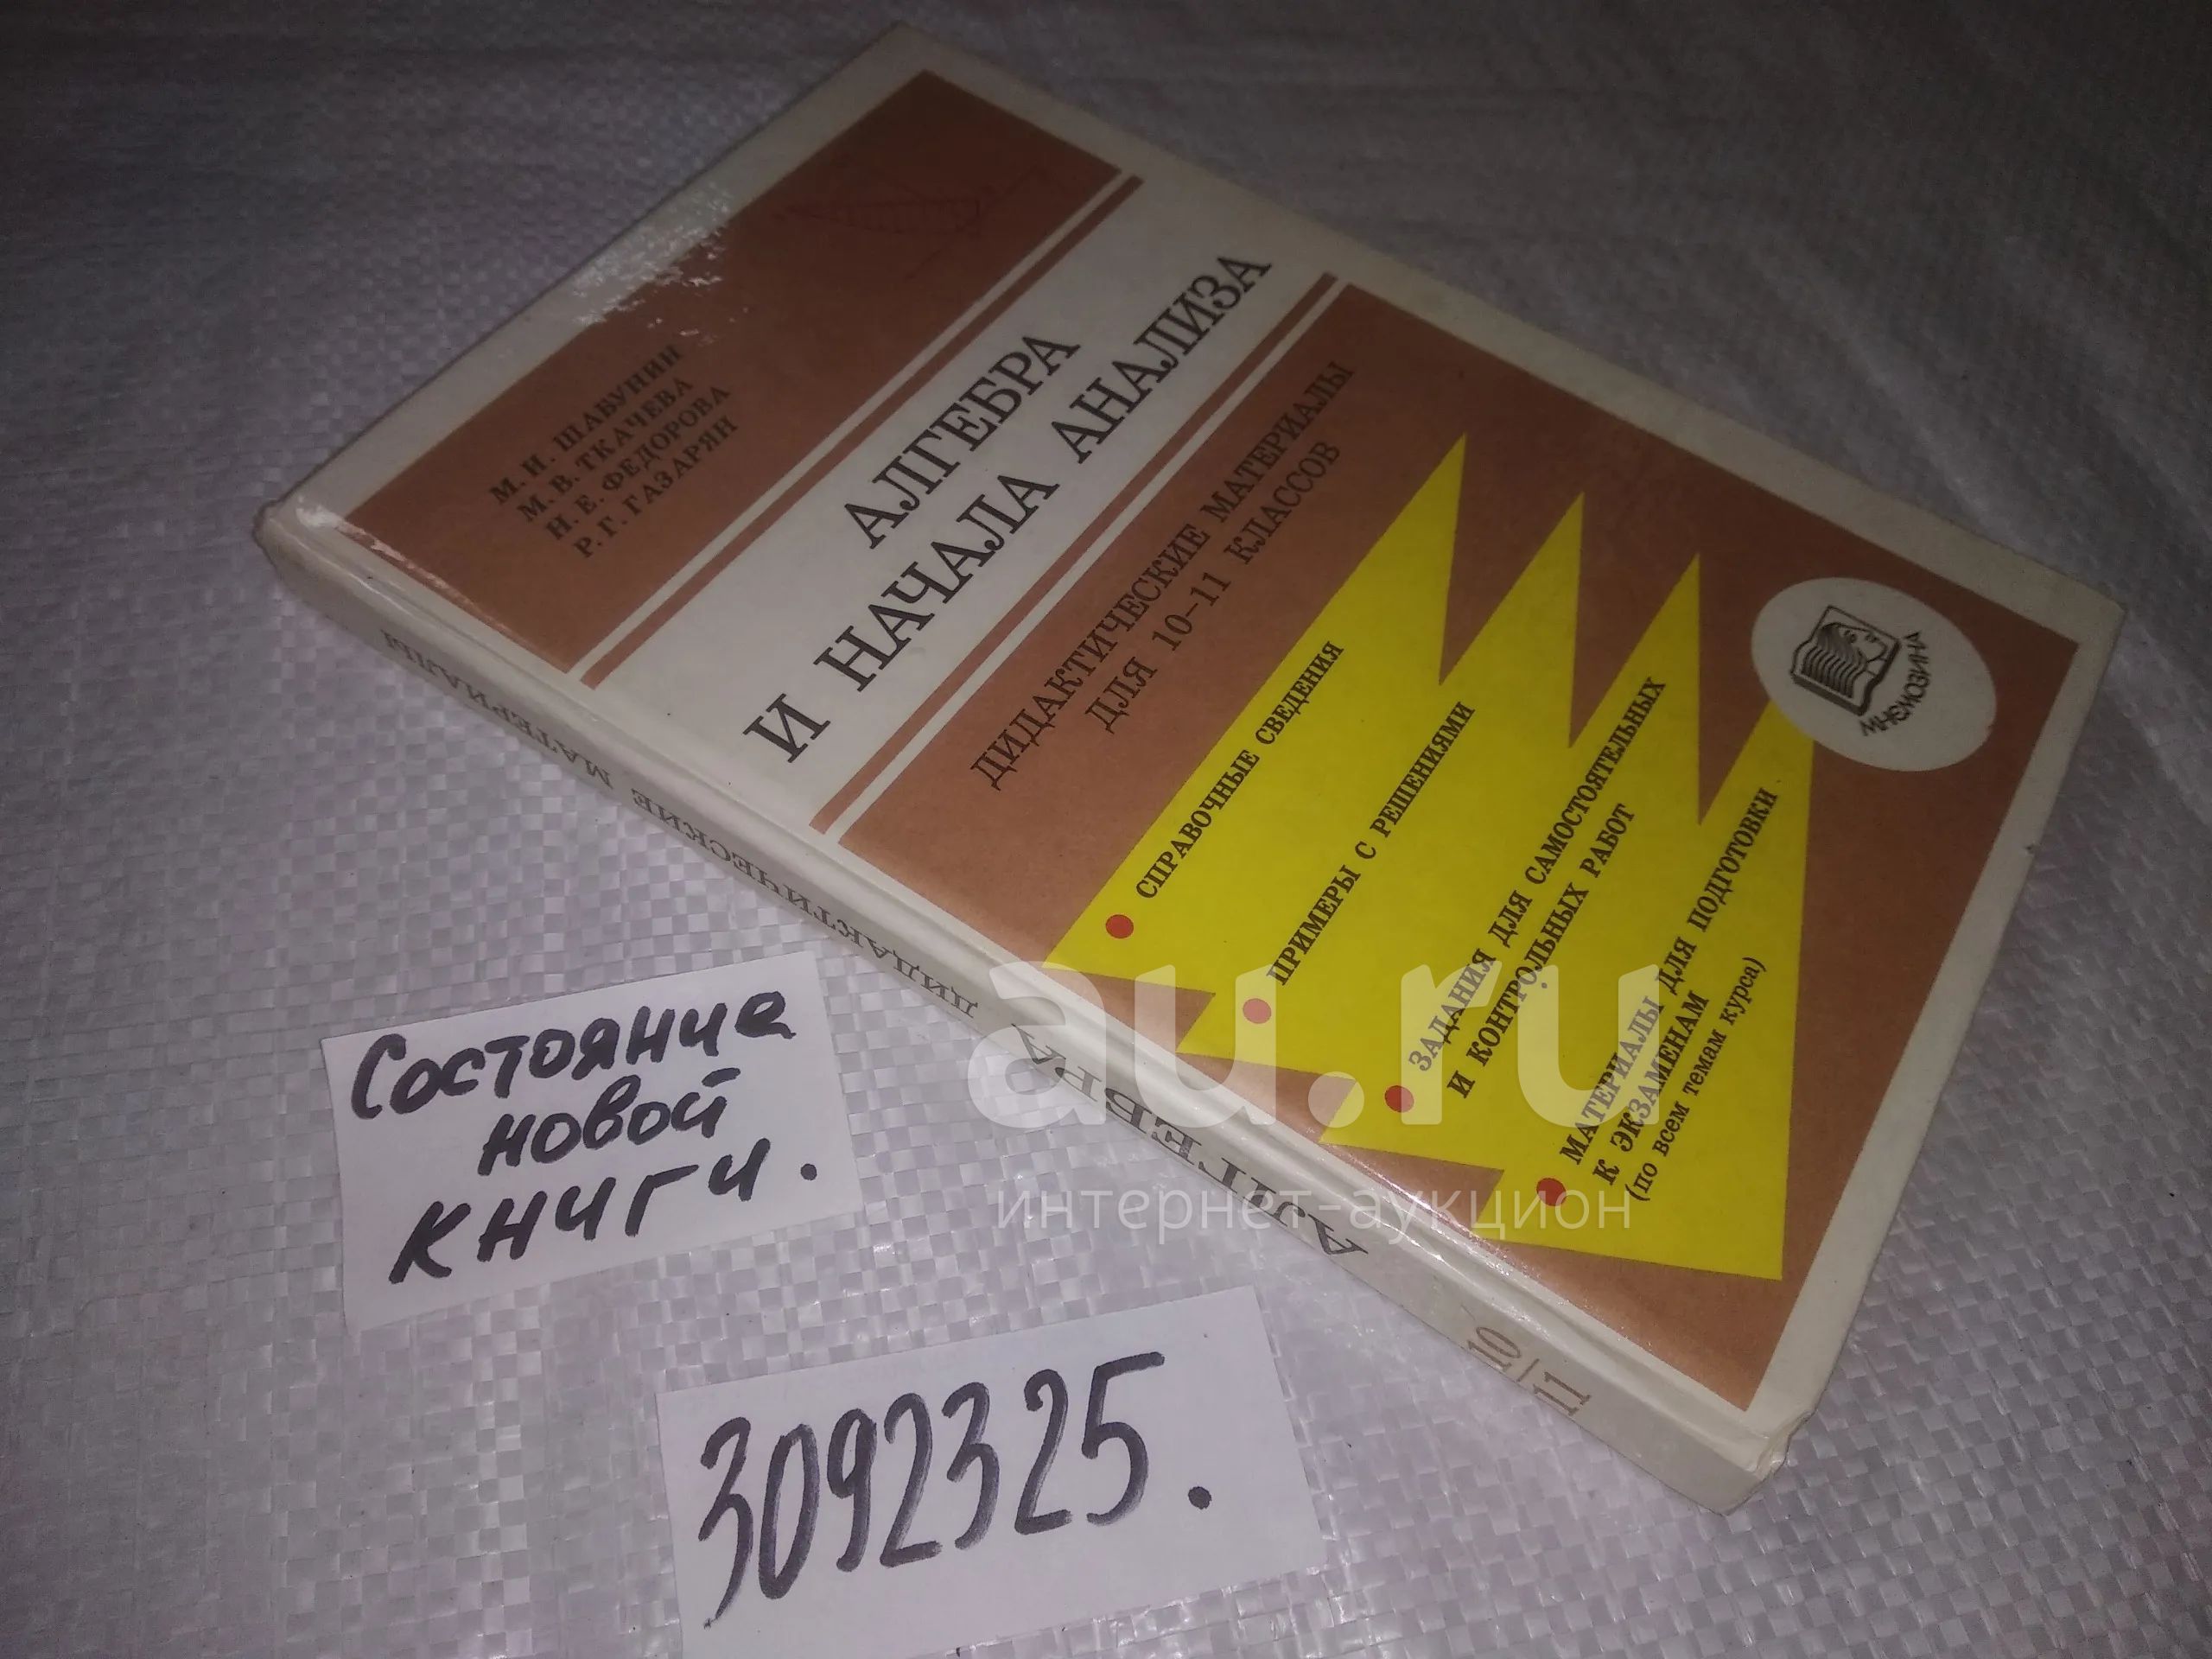 М. И. ШАБУНИН
М. В. ТКАЧЕВА
Н. Е. ФЕДОРОВА
Р. Г. ГАЗАРЯН
АЛГЕБРА
И НАЧАЛА АНАЛИЗА
ДИДАКТИЧЕСКИЕ МАТЕРИАЛЫ
ДЛЯ 10–11 КЛАССОВ
• СПРАВОЧНЫЕ СВЕДЕНИЯ
• ПРИМЕРЫ С РЕШЕНИЯМИ
• ЗАДАНИЯ ДЛЯ САМОСТОЯТЕЛЬНЫХ
И КОНТРОЛЬНЫХ РАБОТ
• МАТЕРИАЛЫ ДЛЯ ПОДГОТОВКИ
К ЭКЗАМЕНАМ
(по всем темам курса)
МНЕМОЗИНА
АЛГЕБРА ДИДАКТИЧЕСКИЕ МАТЕРИАЛЫ
10/11
Состояние
новой
книги.
3092325.
au.ru
интернет-аукцион